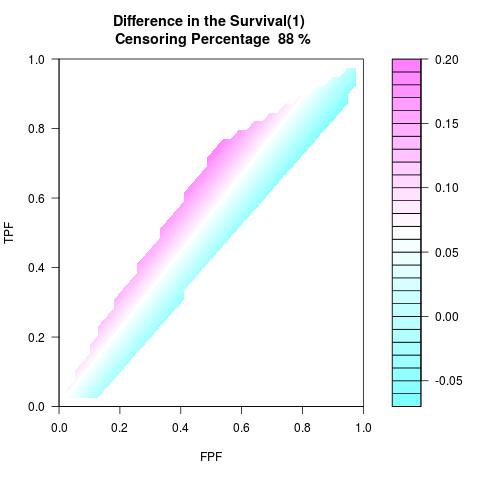 Difference in the Survival(1)
Censoring Percentage  88 %
1.0
0.8
0.6
0.4
0.2
0.0
TPF
0.0 0.2 0.4 0.6 0.8 1.0
FPF
0.20
0.15
0.10
0.05
0.00
-0.05